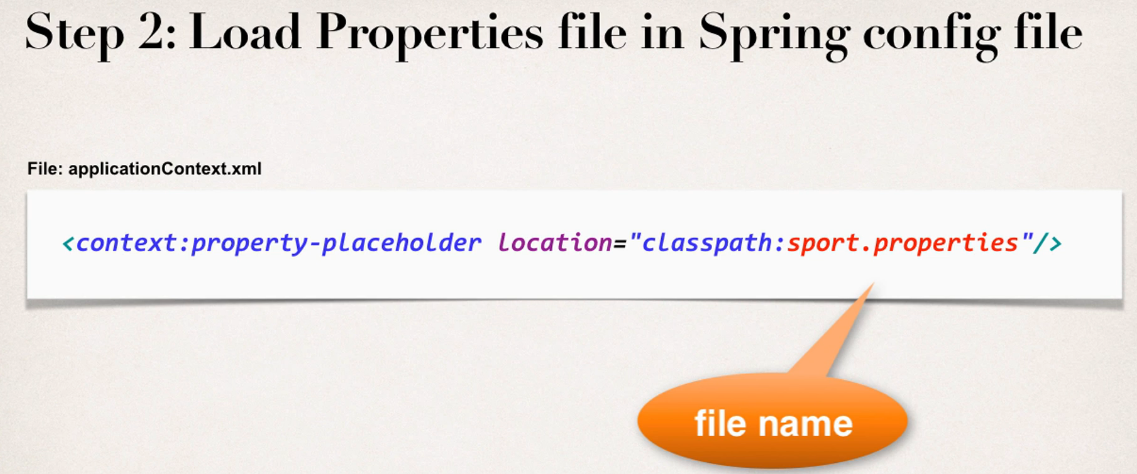 Step 2: Load Properties file in Spring config file
File: applicationContext.xml
<context:property-placeholder location="classpath:sport.properties"/>
file name